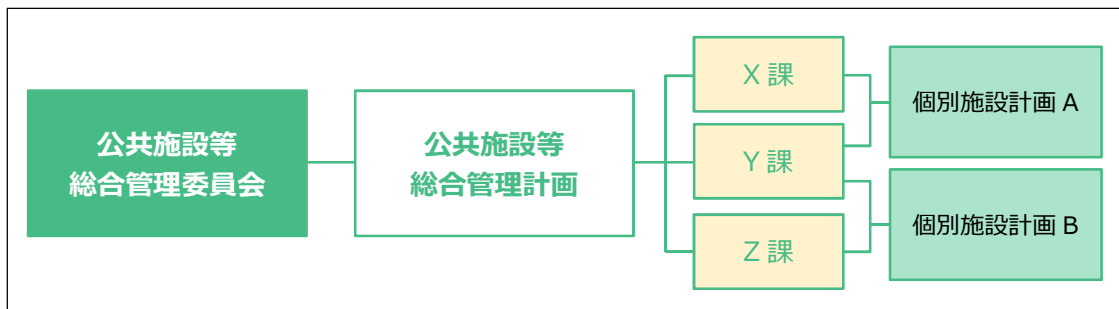 公共施設等
総合管理委員会
公共施設等
総合管理計画
X 課
Y 課
Z 課
個別施設計画 A
個別施設計画 B